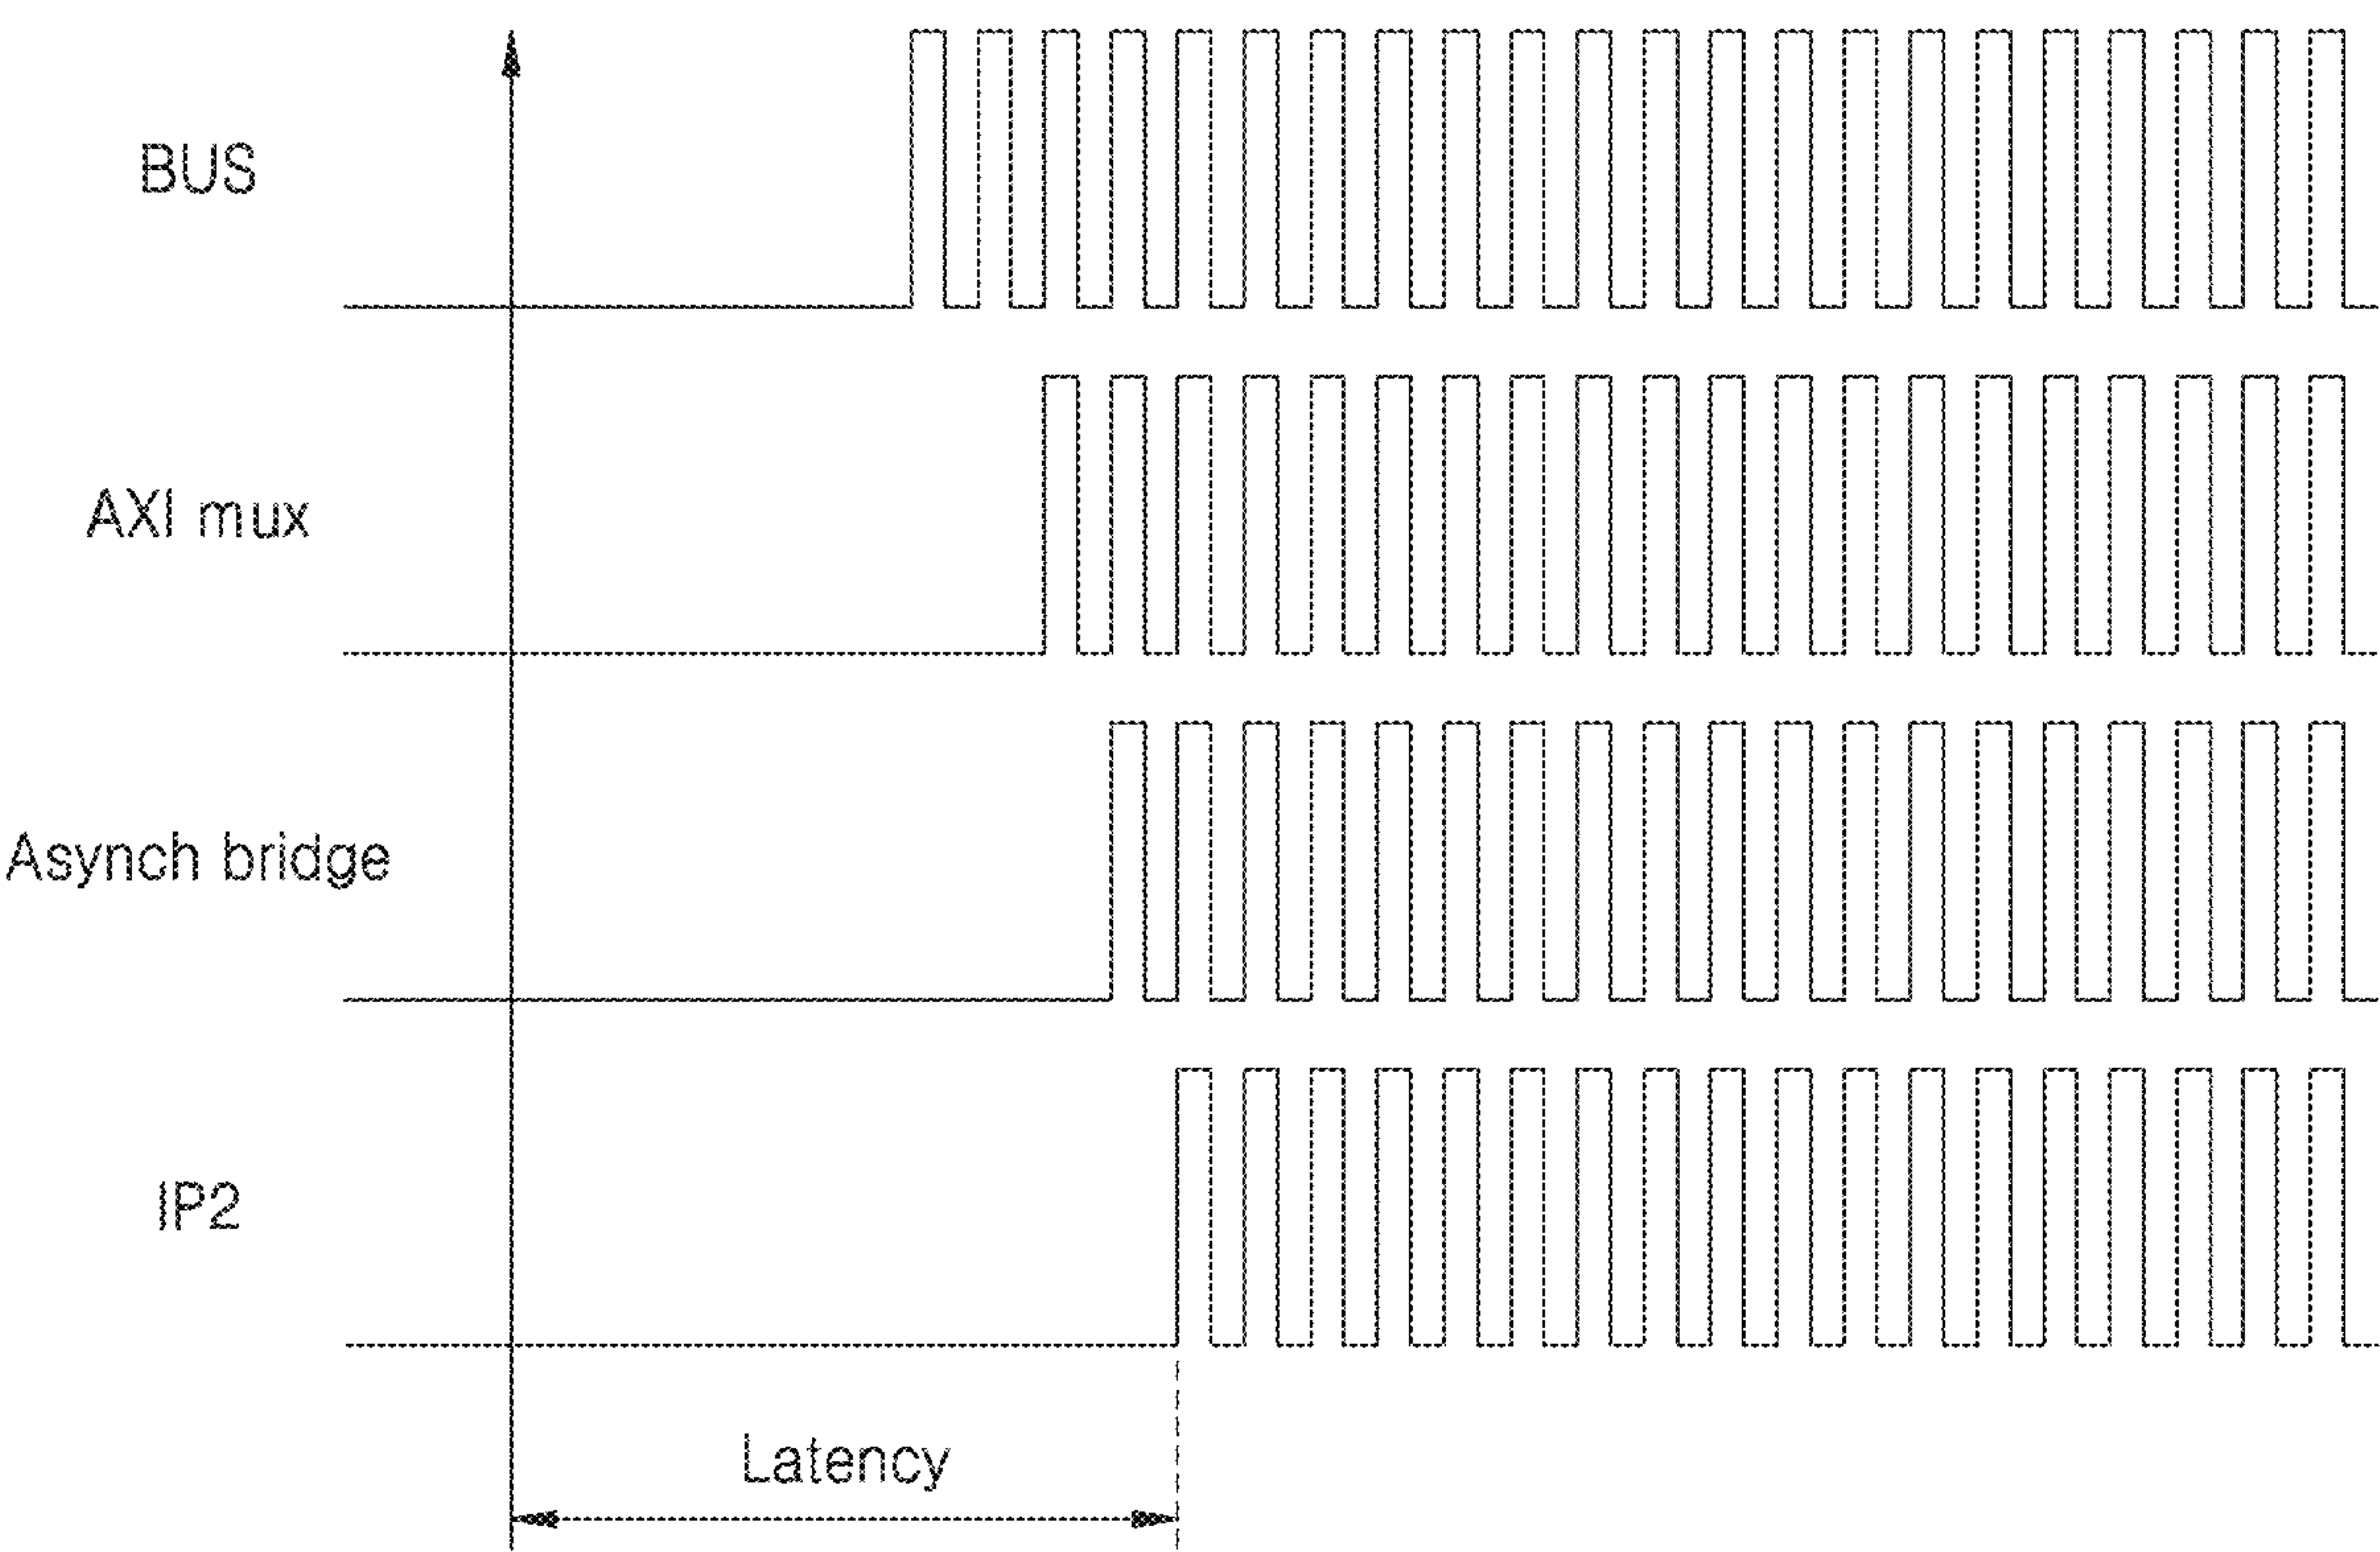 BUS
AXI mux
Asynch bridge
IP2
Latency